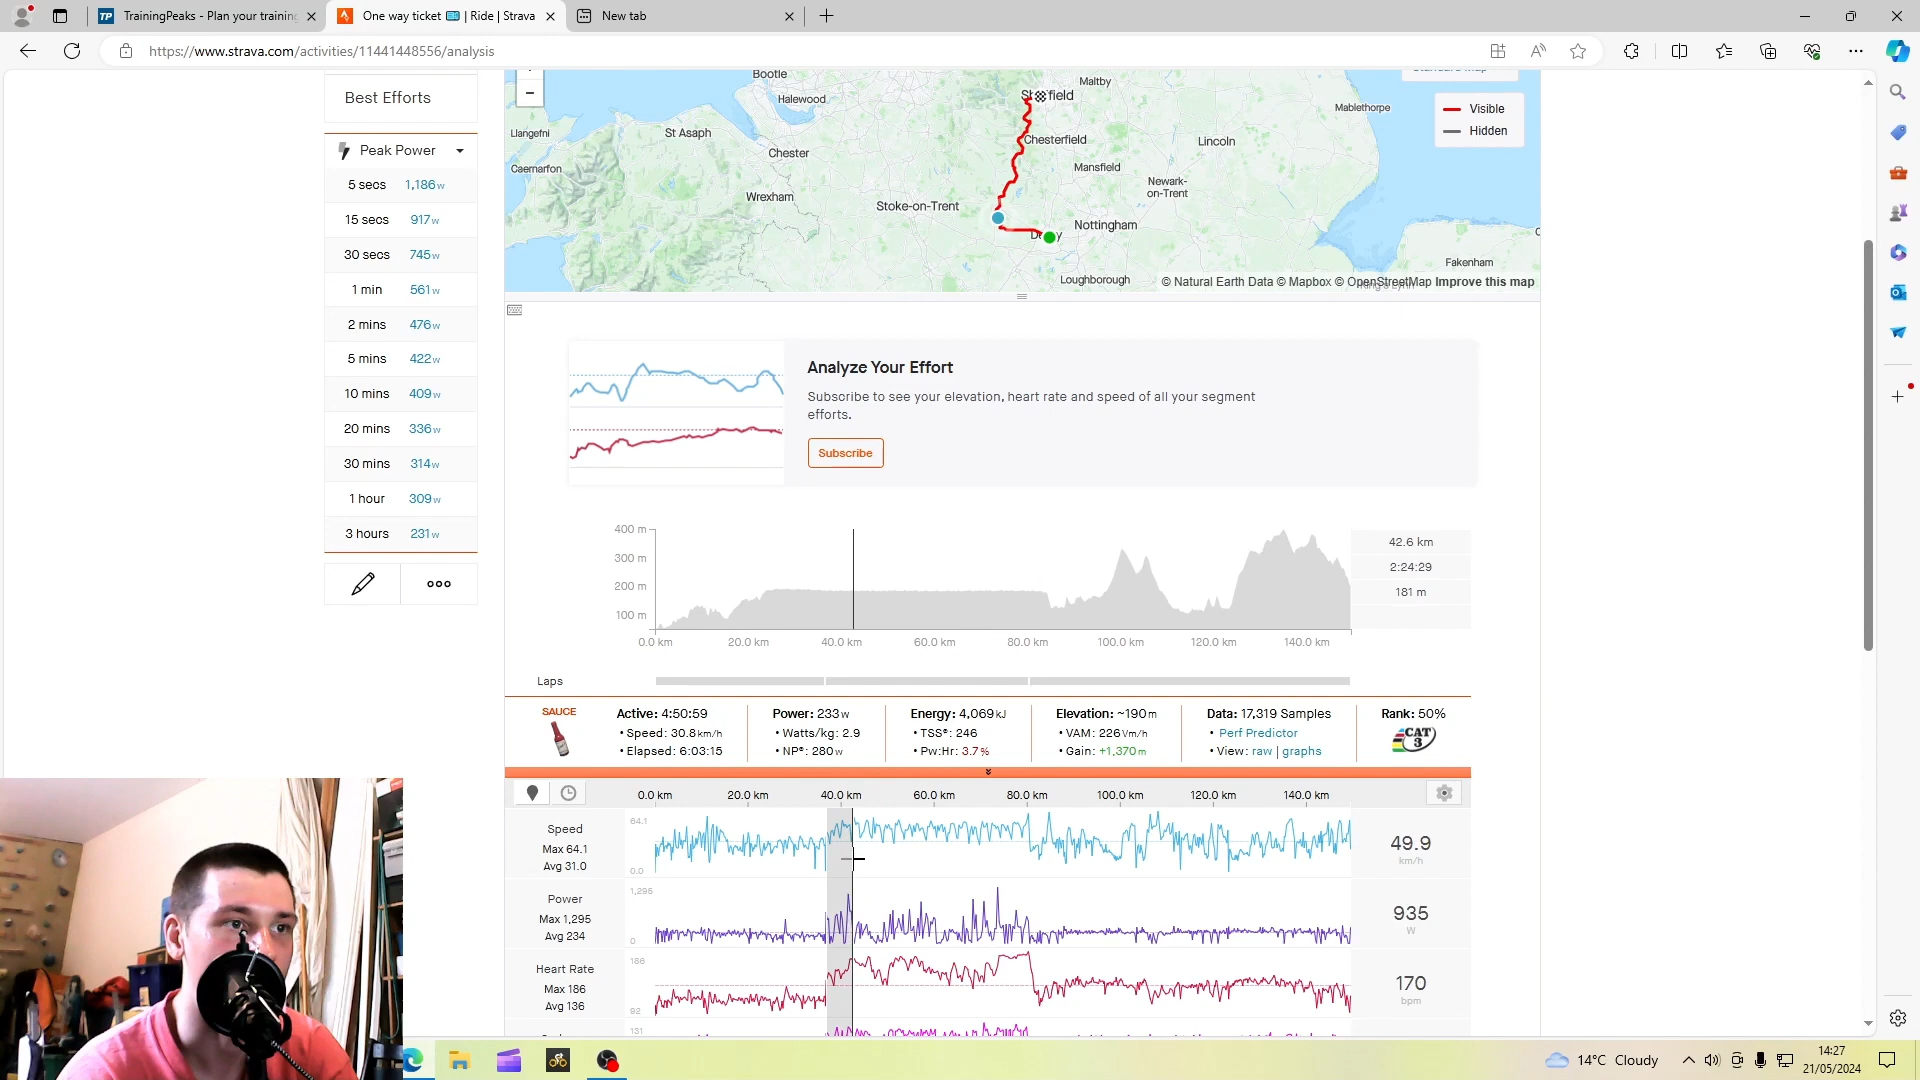 TrainingPeaks - Plan your training
One way ticket | Ride | Strava
New tab
https://www.strava.com/activities/11441448556/analysis
Best Efforts
Peak Power
5 secs 1,186w
15 secs 917w
30 secs 745w
1 min 561w
2 mins 476w
5 mins 422w
10 mins 409w
20 mins 336w
30 mins 314w
1 hour 309w
3 hours 231w
Bootle
Maltby
Halewood
Mablethorpe
Visible
Hidden
Llangefni
St Asaph
Chesterfield
Lincoln
Chester
Mansfield
Caernarfon
Newark-
on-Trent
Wrexham
Stoke-on-Trent
Nottingham
Fakenham
Loughborough
© Natural Earth Data © Mapbox © OpenStreetMap Improve this map
Analyze Your Effort
Subscribe to see your elevation, heart rate and speed of all your segment
efforts.
Subscribe
400 m
300 m
200 m
100 m
42.6 km
2:24:29
181 m
0.0 km 20.0 km 40.0 km 60.0 km 80.0 km 100.0 km 120.0 km 140.0 km
Laps
SAUCE
Active: 4:50:59
• Speed: 30.8km/h
• Elapsed: 6:03:15
Power: 233w
• Watts/kg: 2.9
• NP®: 280w
Energy: 4,069kJ
• TSS®: 246
• Pw:Hr: 3.7%
Elevation: ~190m
• VAM: 226Vm/h
• Gain: +1,370m
Data: 17,319 Samples
• Perf Predictor
• View: raw | graphs
Rank: 50%
CAT
3
0.0 km 20.0 km 40.0 km 60.0 km 80.0 km 100.0 km 120.0 km 140.0 km
Speed
Max 64.1
Avg 31.0
64.1
0.0
49.9
km/h
Power
Max 1,295
Avg 234
1,295
0
935
W
Heart Rate
Max 186
Avg 136
186
92
170
bpm
131
14°C Cloudy
14:27
21/05/2024